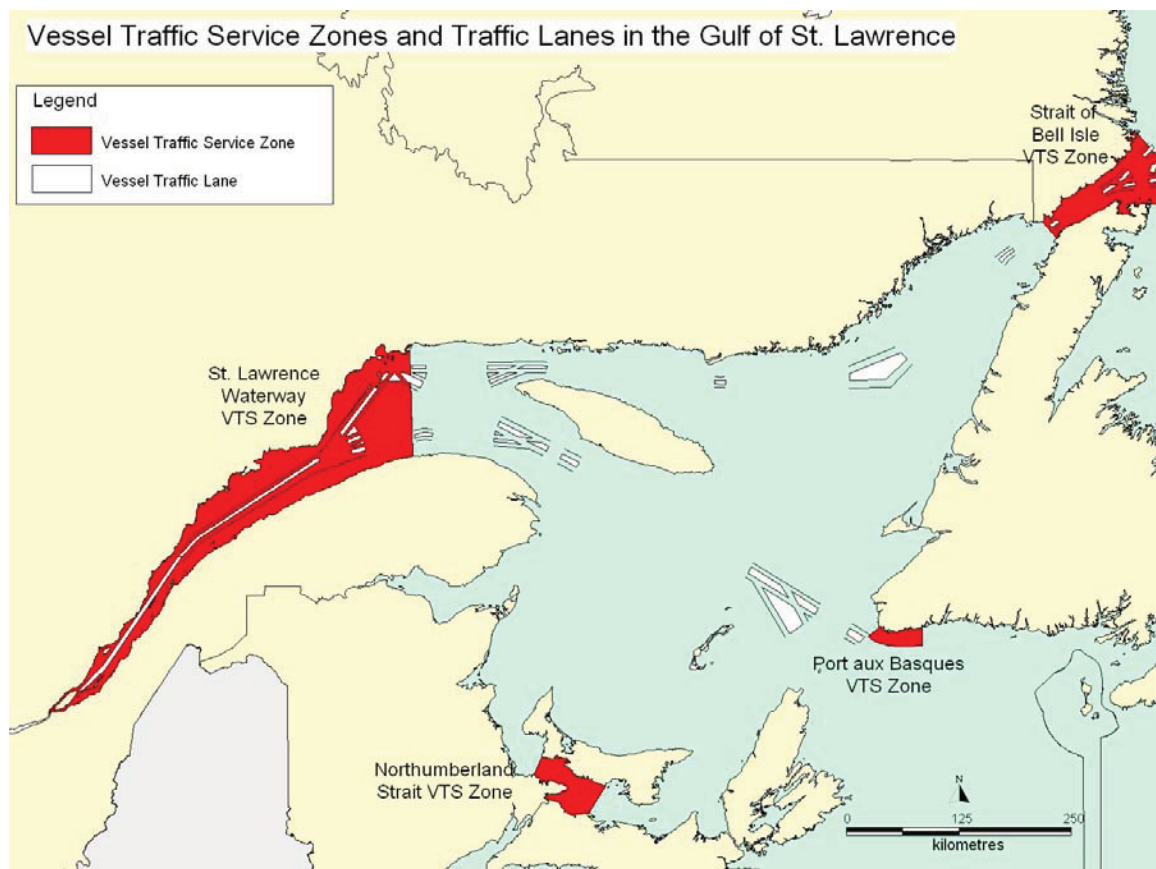 Vessel Traffic Service Zones and Traffic Lanes in the Gulf of St. Lawrence
Legend
Vessel Traffic Service Zone
Vessel Traffic Lane
Strait of
Bell Isle
VTS Zone
St. Lawrence
Waterway
VTS Zone
Port aux Basques
VTS Zone
Northumberland
Strait VTS Zone
N
0
125
250
kilometres